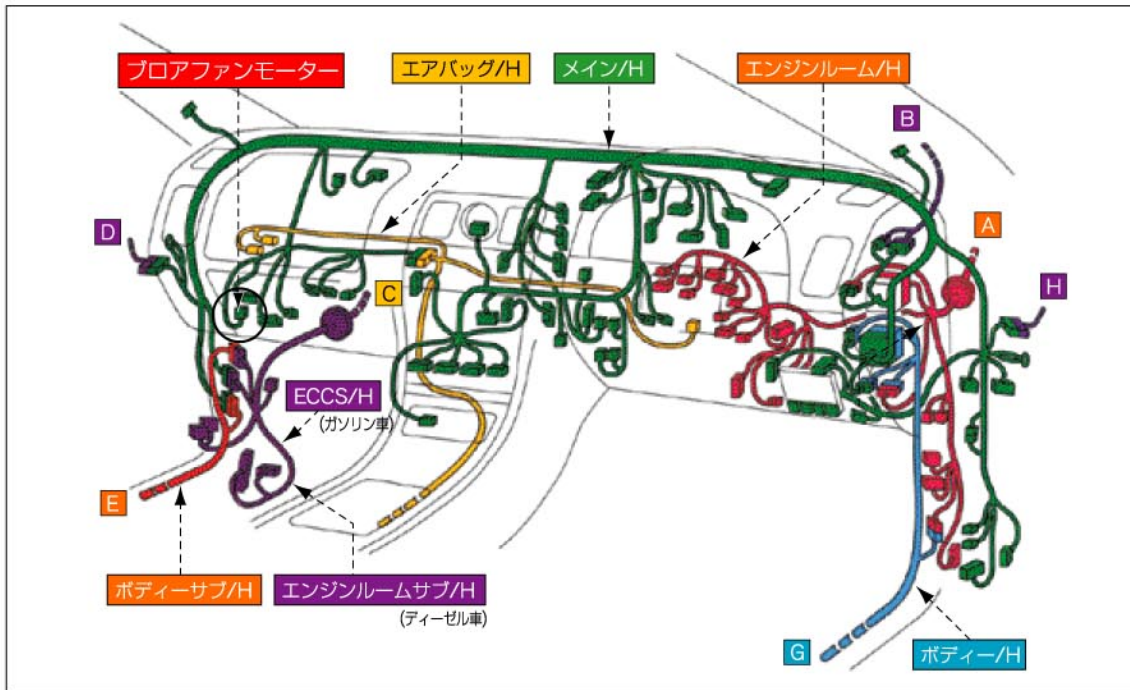 ブロアファンモーター
エアバッグ/H
メイン/H
エンジンルーム/H
B
D
A
C
H
ECCS/H
(ガソリン車)
E
ボディーサブ/H
エンジンルームサブ/H
(ディーゼル車)
G
ボディー/H